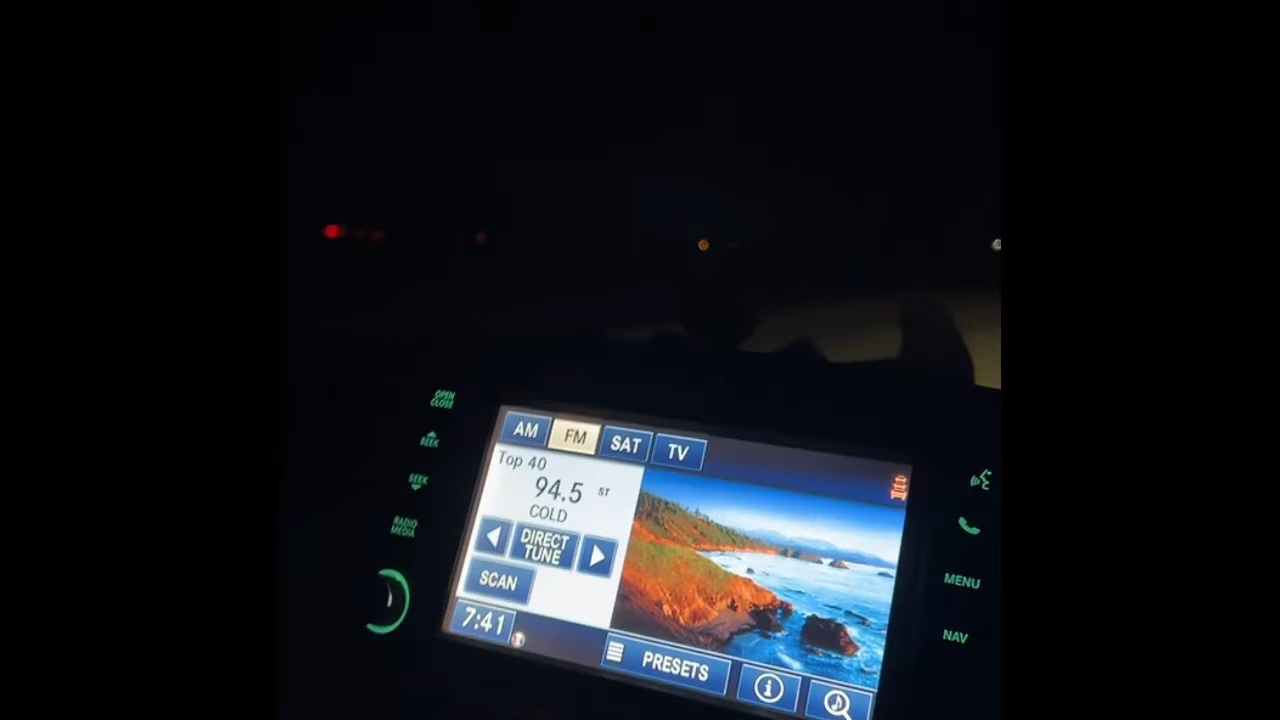 OPEN
CLOSE
SEEK
SEEK
RADIO
MEDIA
AM FM SAT TV
Top 40
94.5 ST
COLD
DIRECT
TUNE
SCAN
7:41
PRESETS
MENU
NAV